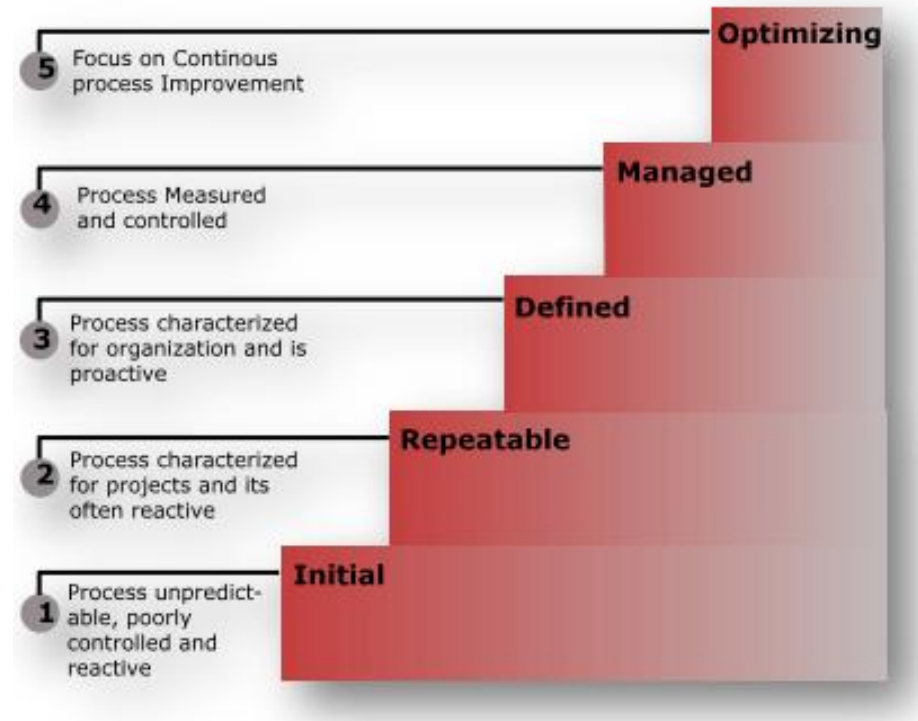 Optimizing
5
Focus on Continous
process Improvement
Managed
4
Process Measured
and controlled
Defined
3
Process characterized
for organization and is
proactive
Repeatable
2
Process characterized
for projects and its
often reactive
Initial
1
Process unpredict-
able, poorly
controlled and
reactive